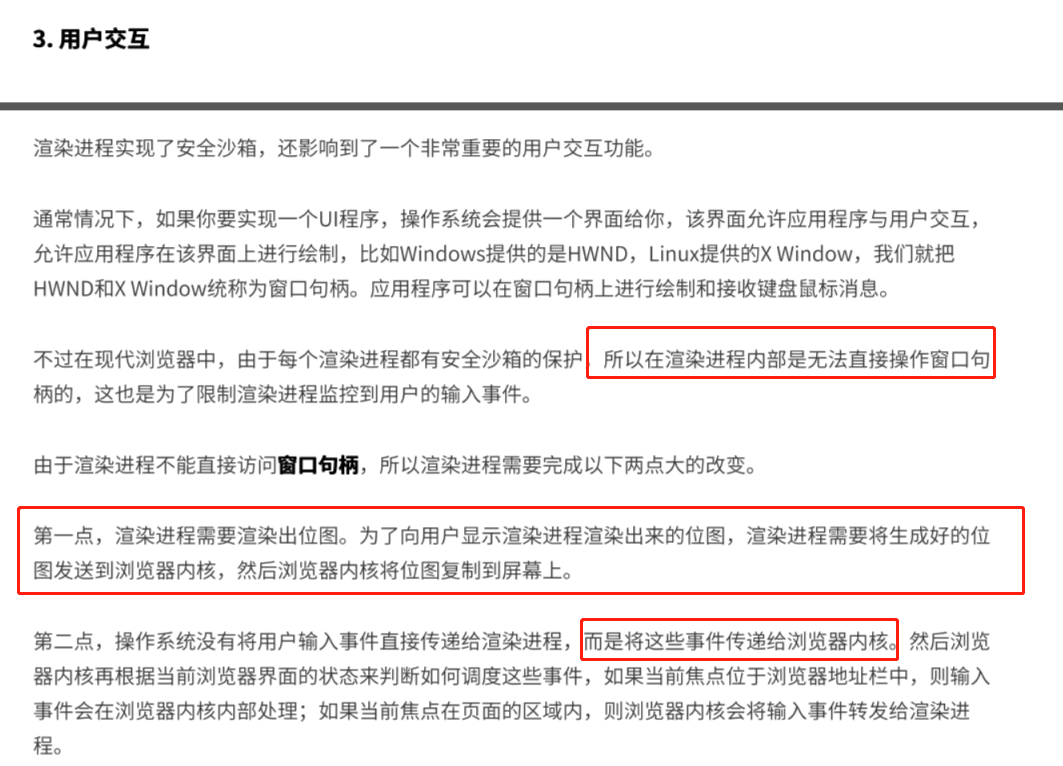 3. 用户交互
渲染进程实现了安全沙箱，还影响到了一个非常重要的用户交互功能。
通常情况下，如果你要实现一个UI程序，操作系统会提供一个界面给你，该界面允许应用程序与用户交互，
允许应用程序在该界面上进行绘制，比如Windows提供的是HWND，Linux提供的X Window，我们就把
HWND和X Window统称为窗口句柄。应用程序可以在窗口句柄上进行绘制和接收键盘鼠标消息。
不过在现代浏览器中，由于每个渲染进程都有安全沙箱的保护，所以在渲染进程内部是无法直接操作窗口句
柄的，这也是为了限制渲染进程监控到用户的输入事件。
由于渲染进程不能直接访问窗口句柄，所以渲染进程需要完成以下两点大的改变。
第一点，渲染进程需要渲染出位图。为了向用户显示渲染进程渲染出来的位图，渲染进程需要将生成好的位
图发送到浏览器内核，然后浏览器内核将位图复制到屏幕上。
第二点，操作系统没有将用户输入事件直接传递给渲染进程，而是将这些事件传递给浏览器内核。然后浏览
器内核再根据当前浏览器界面的状态来判断如何调度这些事件，如果当前焦点位于浏览器地址栏中，则输入
事件会在浏览器内核内部处理；如果当前焦点在页面的区域内，则浏览器内核会将输入事件转发给渲染进
程。